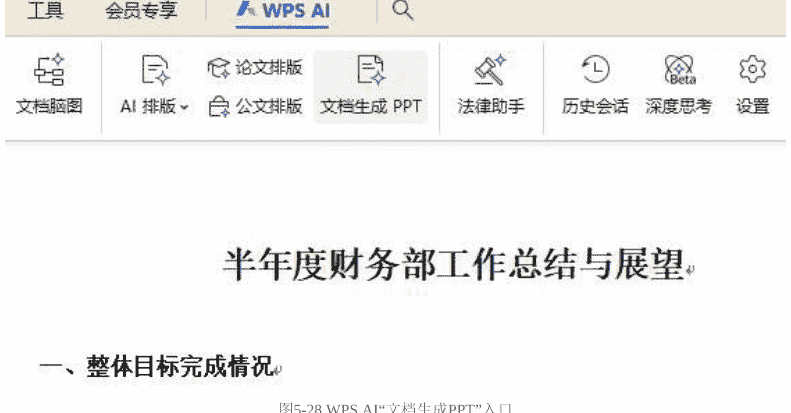 工具 会员专享 WPS AI
论文排版
文档脑图 AI 排版 公文排版 文档生成 PPT 法律助手 历史会话 Beta 深度思考 设置
半年度财务部工作总结与展望
一、整体目标完成情况
图5-28 WPS AI“文档生成PPT”入口